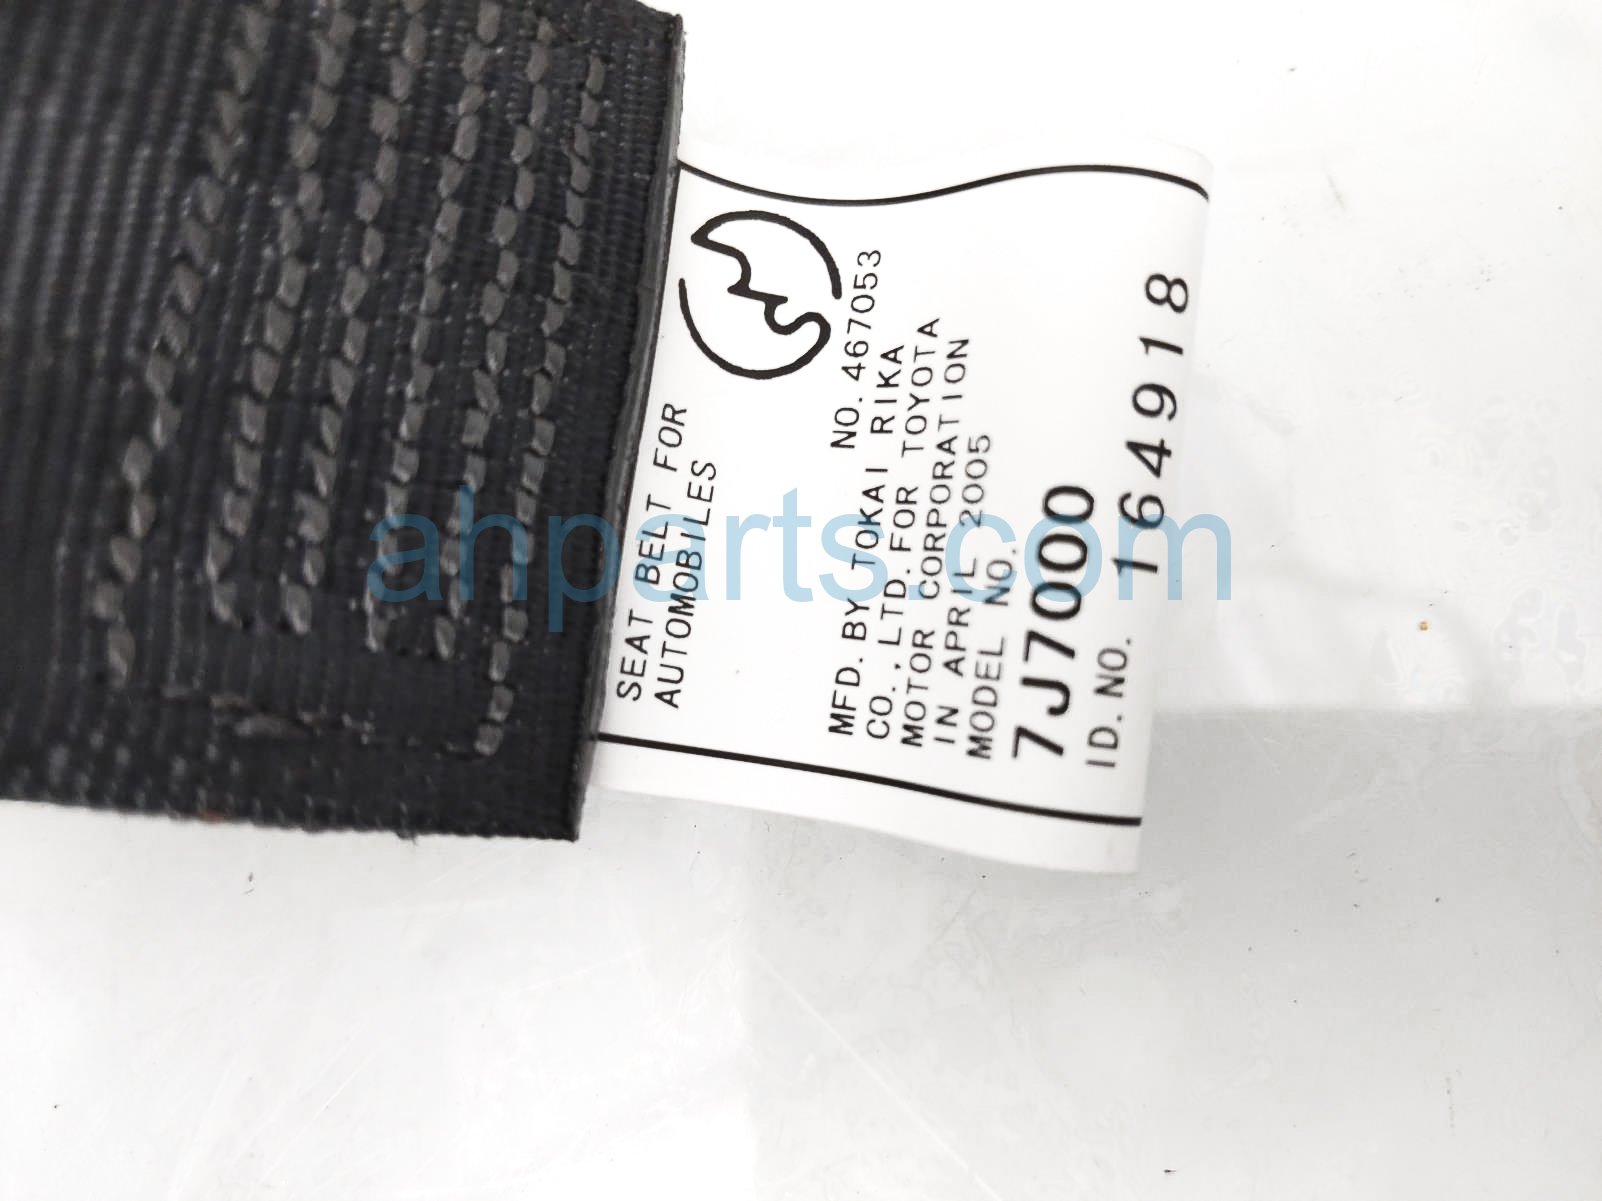 SEAT BELT FOR
AUTOMOBILES
NO. 467053
MFD. BY TOKAI RIKA
CO., LTD. FOR TOYOTA
MOTOR CORPORATION
IN APRIL 2005
MODEL NO.
7J7000
ID. NO. 164918
ahparts.com